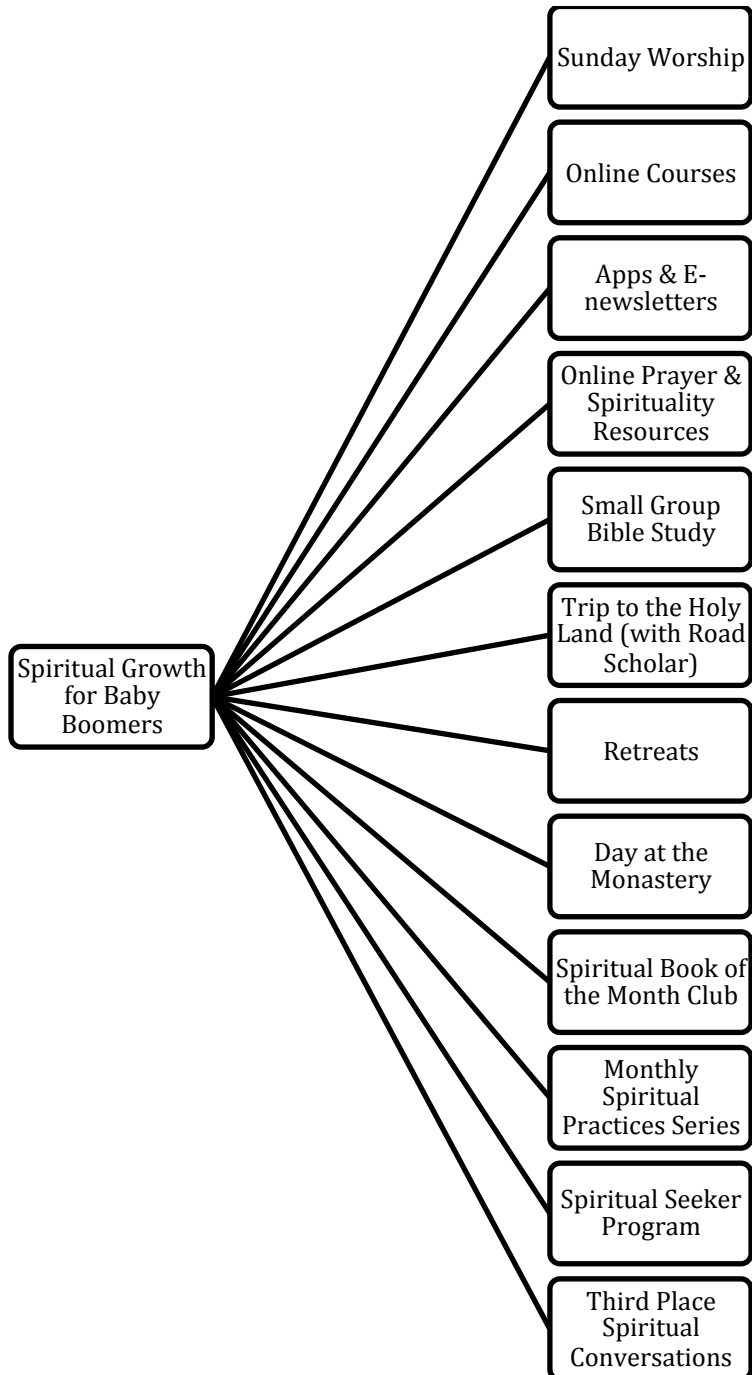 Sunday Worship
Online Courses
Apps & E-
newsletters
Online Prayer &
Spirituality
Resources
Small Group
Bible Study
Trip to the Holy
Land (with Road
Scholar)
Spiritual Growth
for Baby
Boomers
Retreats
Day at the
Monastery
Spiritual Book of
the Month Club
Monthly
Spiritual
Practices Series
Spiritual Seeker
Program
Third Place
Spiritual
Conversations